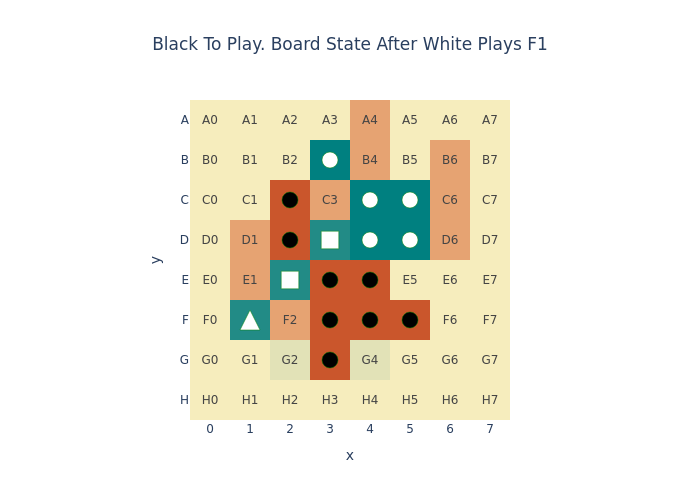 Black To Play. Board State After White Plays F1
A A0 A1 A2 A3 A4 A5 A6 A7
B B0 B1 B2 B4 B5 B6 B7
C C0 C1 C3 C6 C7
D D0 D1 D6 D7
y
E E0 E1 E5 E6 E7
F F0 F2 F6 F7
G G0 G1 G2 G4 G5 G6 G7
H H0 H1 H2 H3 H4 H5 H6 H7
0 1 2 3 4 5 6 7
x